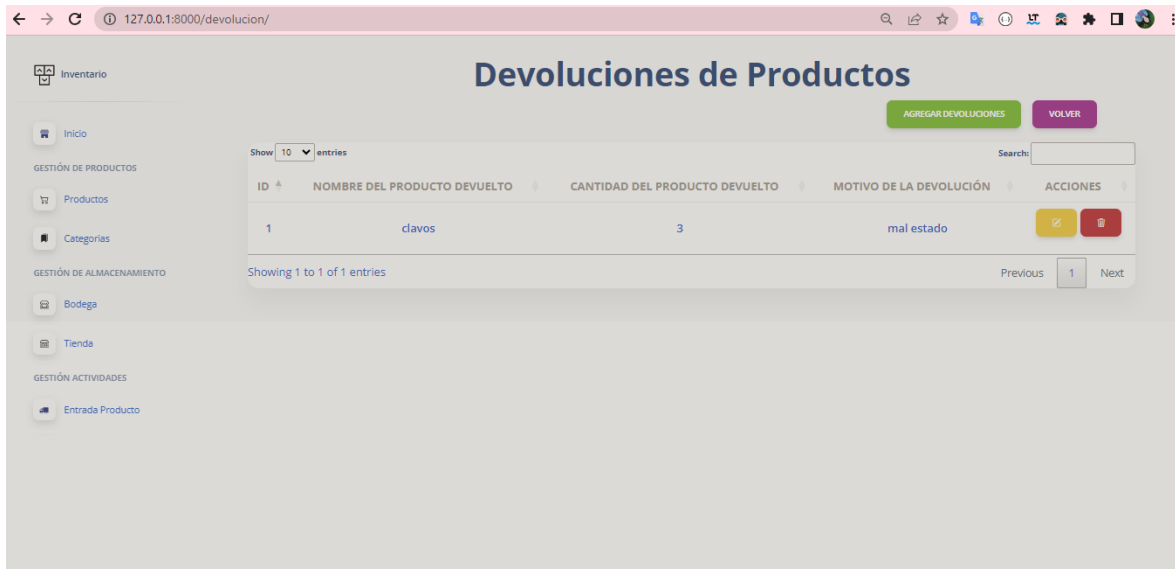 127.0.0.1:8000/devolucion/
Inventario
Devoluciones de Productos
AGREGAR DEVOLUCIONES VOLVER
Inicio
GESTIÓN DE PRODUCTOS
Productos
Categorias
GESTIÓN DE ALMACENAMIENTO
Bodega
Tienda
GESTIÓN ACTIVIDADES
Entrada Producto
Show 10 entries Search:
ID NOMBRE DEL PRODUCTO DEVUELTO CANTIDAD DEL PRODUCTO DEVUELTO MOTIVO DE LA DEVOLUCIÓN ACCIONES
1 clavos 3 mal estado
Showing 1 to 1 of 1 entries Previous 1 Next